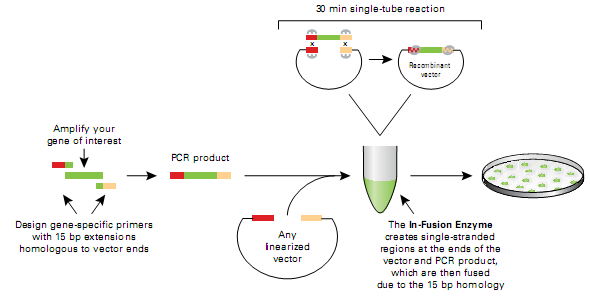 30 min single-tube reaction
x x
Recombinant
vector
Amplify your
gene of interest
PCR product
Design gene-specific primers
with 15 bp extensions
homologous to vector ends
Any
linearized
vector
The In-Fusion Enzyme
creates single-stranded
regions at the ends of the
vector and PCR product,
which are then fused
due to the 15 bp homology